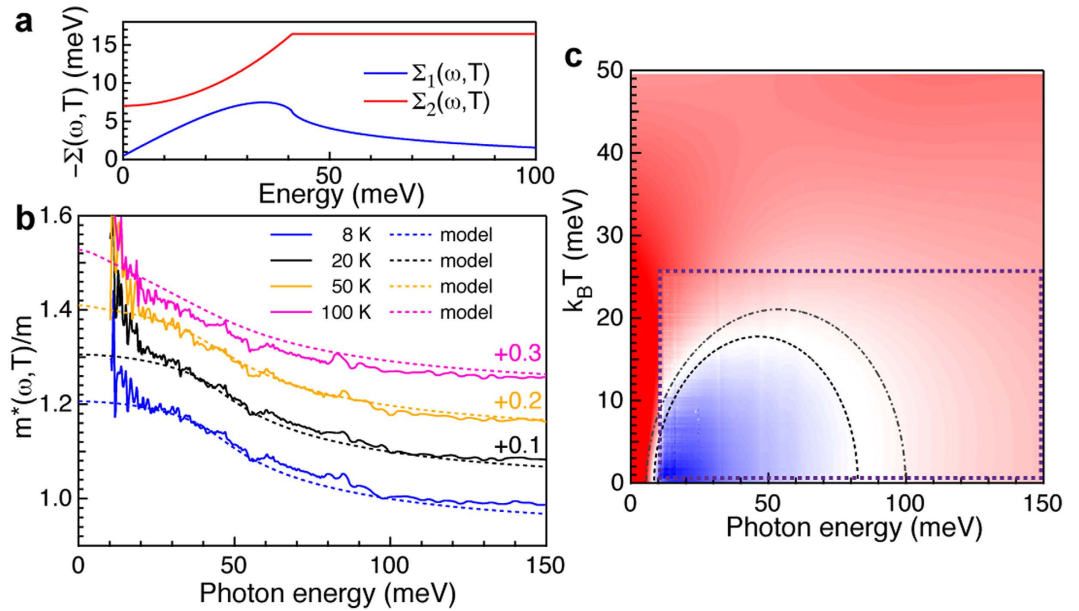 a
−Σ(ω,T) (meV)
15
10
5
0
Σ₁(ω,T)
Σ₂(ω,T)
0
50
100
Energy (meV)
b
m*(ω,T)/m
1.6
1.4
1.2
1.0
8 K model
20 K model
50 K model
100 K model
+0.3
+0.2
+0.1
0
50
100
150
Photon energy (meV)
c
k_BT (meV)
50
40
30
20
10
0
0
50
100
150
Photon energy (meV)